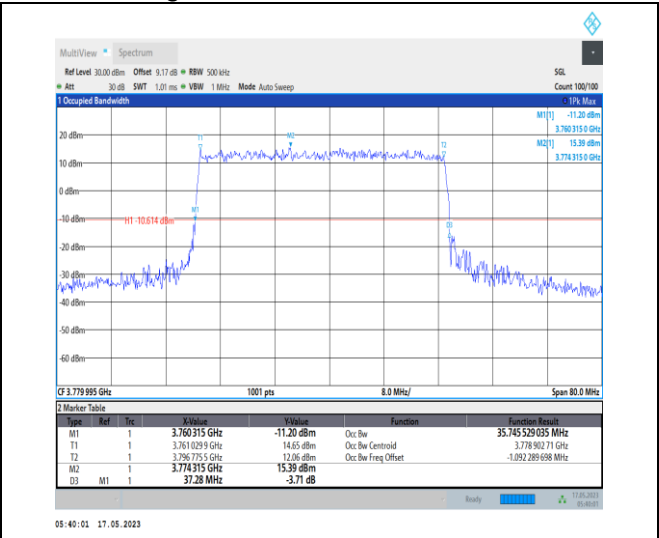 MultiView Spectrum
Ref Level 30.00 dBm Offset 9.17 dB RBW 500 kHz SGL
Att 30 dB SWT 1.01 ms VBW 1 MHz Mode Auto Sweep Count 100/100
1 Occupied Bandwidth 1Pk Max
M1[1] -11.20 dBm
3.760 315 0 GHz
M2[1] 15.39 dBm
3.774 315 0 GHz
20 dBm
T1
M2
T2
10 dBm
0 dBm
M1
-10 dBm
H1 -10.614 dBm
D3
-20 dBm
-30 dBm
-40 dBm
-50 dBm
-60 dBm
CF 3.779 995 GHz 1001 pts 8.0 MHz/ Span 80.0 MHz
2 Marker Table
Type Ref Trc X-Value Y-Value Function Function Result
M1 1 3.760 315 GHz -11.20 dBm Occ Bw 35.745 529 035 MHz
T1 1 3.761 029 9 GHz 14.65 dBm Occ Bw Centroid 3.778 902 71 GHz
T2 1 3.796 775 5 GHz 12.06 dBm Occ Bw Freq Offset -1.092 289 698 MHz
M2 1 3.774 315 GHz 15.39 dBm
D3 M1 1 37.28 MHz -3.71 dB
Ready 17.05.2023
05:40:01
05:40:01 17.05.2023